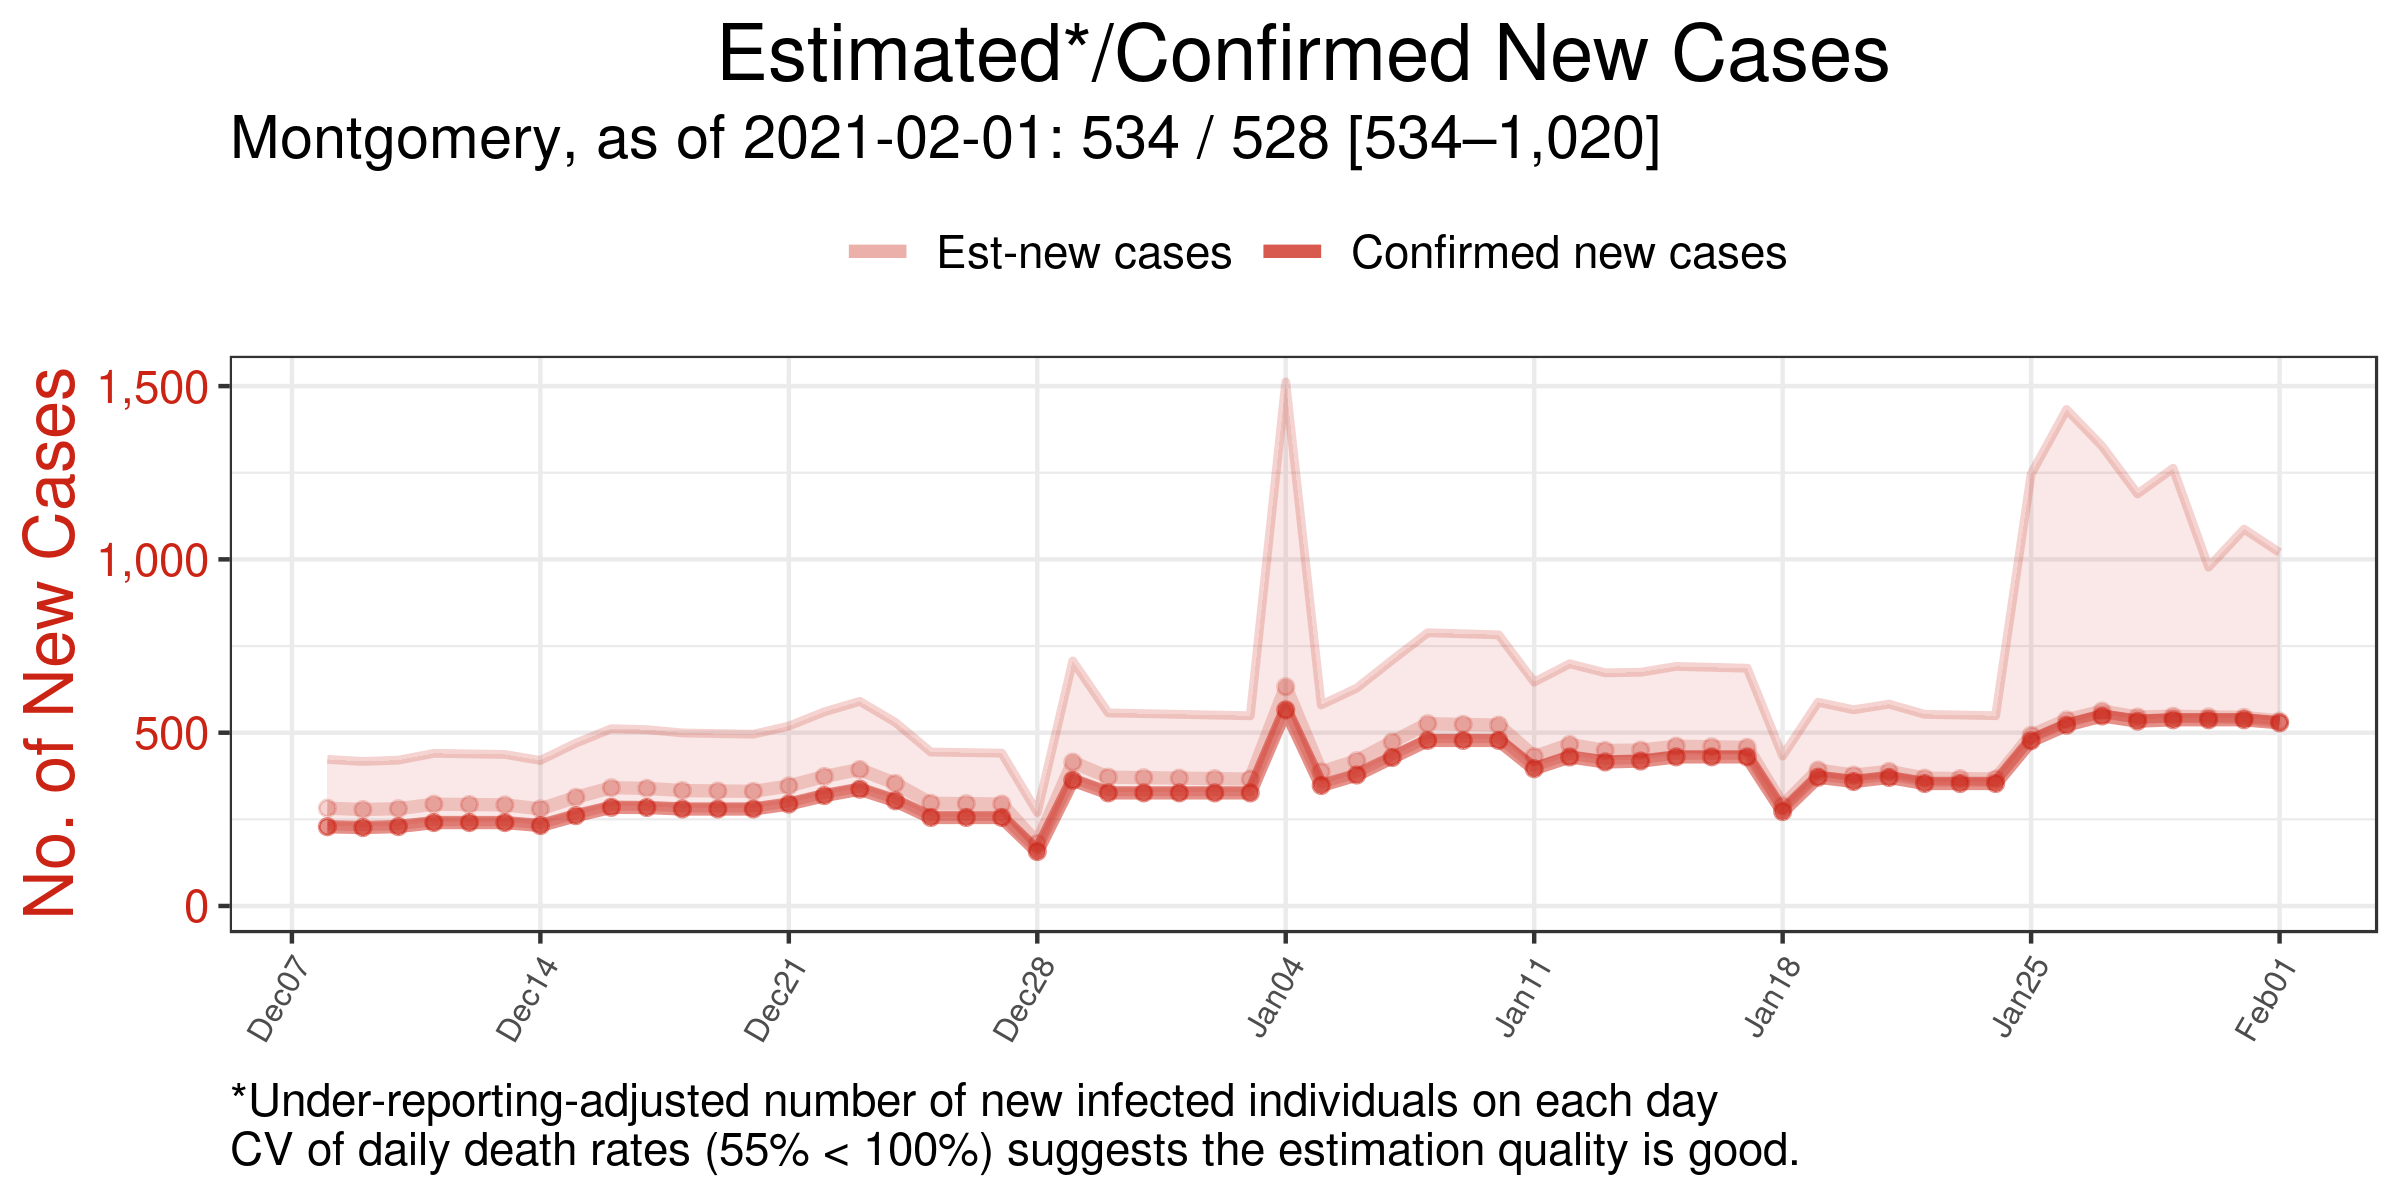 Estimated*/Confirmed New Cases
Montgomery, as of 2021-02-01: 534 / 528 [534–1,020]
Est-new cases
Confirmed new cases
No. of New Cases
1,500
1,000
500
0
Dec07
Dec14
Dec21
Dec28
Jan04
Jan11
Jan18
Jan25
Feb01
*Under-reporting-adjusted number of new infected individuals on each day
CV of daily death rates (55% < 100%) suggests the estimation quality is good.